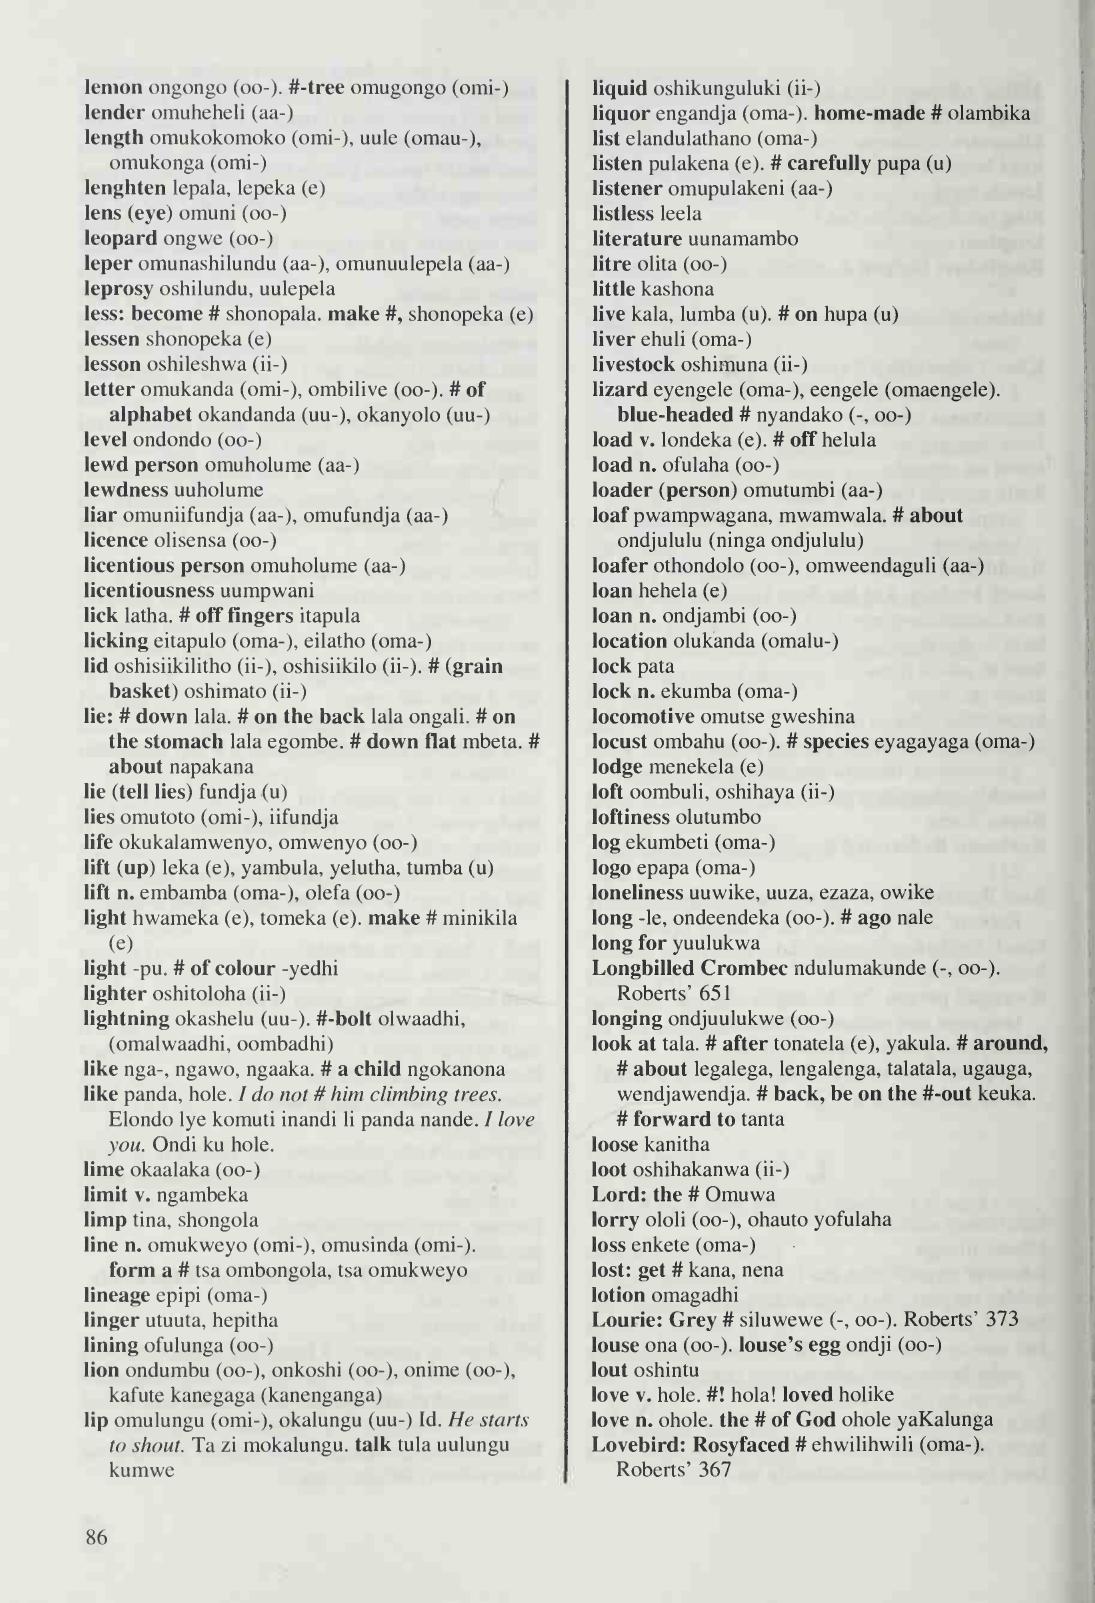 lemon ongongo (oo-). #-tree omugongo (omi-)
lender omuheheli (aa-)
length omukokomoko (omi-), uule (omau-),
omukonga (omi-)
lenghten lepala, lepeka (e)
lens (eye) omuni (oo-)
leopard ongwe (oo-)
leper omunashilundu (aa-), omunuulepela (aa-)
leprosy oshilundu, uulepela
less: become # shonopala. make #, shonopeka (e)
lessen shonopeka (e)
lesson oshileshwa (ii-)
letter omukanda (omi-), ombilive (oo-). # of
alphabet okandanda (uu-), okanyolo (uu-)
level ondondo (oo-)
lewd person omuholume (aa-)
lewdness uuholume
liar omuniifundja (aa-), omufundja (aa-)
licence olisensa (oo-)
licentious person omuholume (aa-)
licentiousness uumpwani
lick latha. # off fingers itapula
licking eitapulo (oma-), eilatho (oma-)
lid oshisiikilitho (ii-), oshisiikilo (ii-). # (grain
basket) oshimato (ii-)
lie: # down lala. # on the back lala ongali. # on
the stomach lala egombe. # down flat mbeta. #
about napakana
lie (tell lies) fundja (u)
lies omutoto (omi-), iifundja
life okukalamwenyo, omwenyo (oo-)
lift (up) leka (e), yambula, yelutha, tumba (u)
lift n. embamba (oma-), olefa (oo-)
light hwameka (e), tomeka (e). make # minikila
(e)
light -pu. # of colour -yedhi
lighter oshitoloha (ii-)
lightning okashelu (uu-). #-bolt olwaadhi,
(omalwaadhi, oombadhi)
like nga-, ngawo, ngaaka. # a child ngokanona
like panda, hole. I do not # him climbing trees.
Elondo lye komuti inandi li panda nande. I love
you. Ondi ku hole.
lime okaalaka (oo-)
limit v. ngambeka
limp tina, shongola
line n. omukweyo (omi-), omusinda (omi-).
form a # tsa ombongola, tsa omukweyo
lineage epipi (oma-)
linger utuuta, hepitha
lining ofulunga (oo-)
lion ondumbu (oo-), onkoshi (oo-), onime (oo-),
kafute kanegaga (kanenganga)
lip omulungu (omi-), okalungu (uu-) Id. He starts
to shout. Ta zi mokalungu. talk tula uulungu
kumwe
86
liquid oshikunguluki (ii-)
liquor engandja (oma-). home-made # olambika
list elandulathano (oma-)
listen pulakena (e). # carefully pupa (u)
listener omupulakeni (aa-)
listless leela
literature uunamambo
litre olita (oo-)
little kashona
live kala, lumba (u). # on hupa (u)
liver ehuli (oma-)
livestock oshimuna (ii-)
lizard eyengele (oma-), eengele (omaengele).
blue-headed # nyandako (-, oo-)
load v. londeka (e). # off helula
load n. ofulaha (oo-)
loader (person) omutumbi (aa-)
loaf pwampwagana, mwamwala. # about
ondjululu (ninga ondjululu)
loafer othondolo (oo-), omweendaguli (aa-)
loan hehela (e)
loan n. ondjambi (oo-)
location olukanda (omalu-)
lock pata
lock n. ekumba (oma-)
locomotive omutse gweshina
locust ombahu (oo-). # species eyagayaga (oma-)
lodge menekela (e)
loft oombuli, oshihaya (ii-)
loftiness olutumbo
log ekumbeti (oma-)
logo epapa (oma-)
loneliness uuwike, uuza, ezaza, owike
long -le, ondeendeka (oo-). # ago nale
long for yuulukwa
Longbilled Crombec ndulumakunde (-, oo-).
Roberts' 651
longing ondjuulukwe (oo-)
look at tala. # after tonatela (e), yakula. # around,
# about legalega, lengalenga, talatala, ugauga,
wendjawendja. # back, be on the #-out keuka.
# forward to tanta
loose kanitha
loot oshihakanwa (ii-)
Lord: the # Omuwa
lorry ololi (oo-), ohauto yofulaha
loss enkete (oma-)
lost: get # kana, nena
lotion omagadhi
Lourie: Grey # siluwewe (-, oo-). Roberts' 373
louse ona (oo-). louse's egg ondji (oo-)
lout oshintu
love v. hole. #! hola! loved holike
love n. ohole. the # of God ohole yaKalunga
Lovebird: Rosyfaced # ehwilihwili (oma-).
Roberts' 367